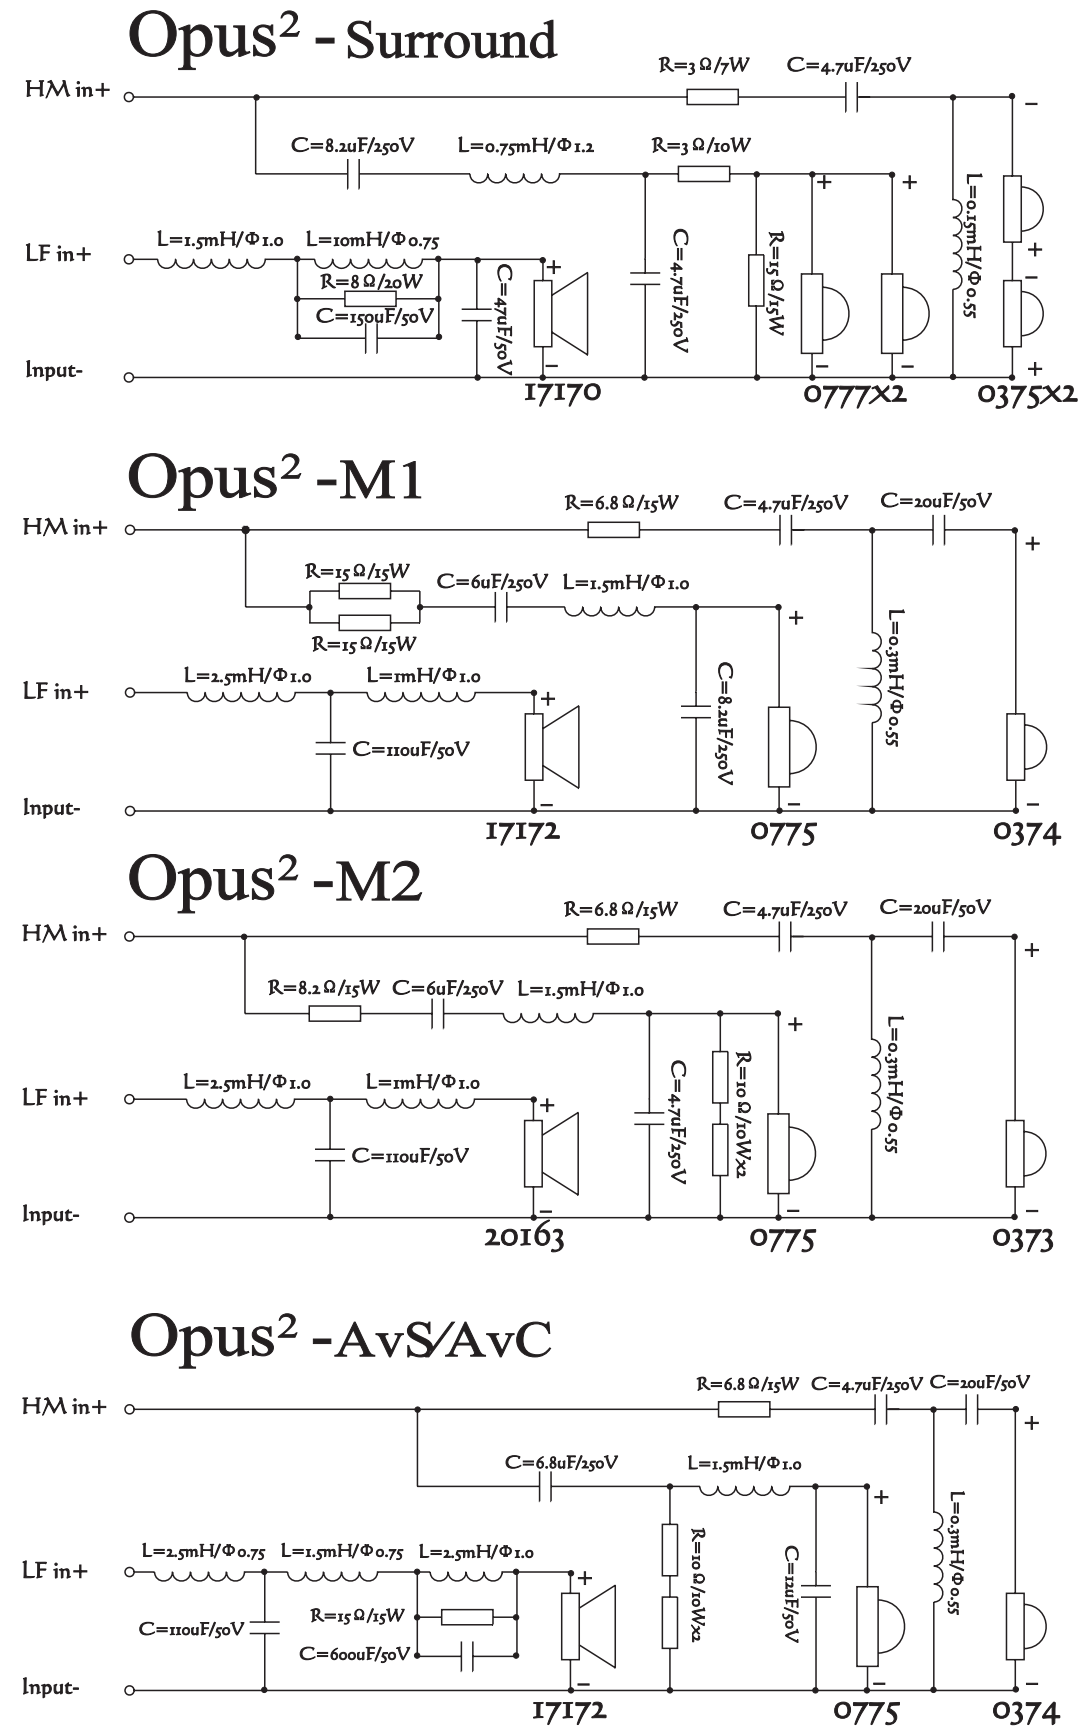 Opus² - Surround
R=3Ω/7W C=4.7uF/250V
HM in+
−
C=8.2uF/250V L=0.75mH/Φ1.2 R=3Ω/10W
+ +
L=0.15mH/Φ0.55
L=1.5mH/Φ1.0 L=10mH/Φ0.75
C=4.7uF/250V
R=15Ω/15W
LF in+
+
+
C=47uF/50V
R=8Ω/20W
−
C=150uF/50V
Input-
− − − +
17170 0777X2 0375X2
Opus² -M1
R=6.8Ω/15W C=4.7uF/250V C=20uF/50V
HM in+
+
R=15Ω/15W C=6uF/250V L=1.5mH/Φ1.0
+
R=15Ω/15W
L=0.3mH/Φ0.55
L=2.5mH/Φ1.0 L=1mH/Φ1.0
C=8.2uF/250V
LF in+
+
C=110uF/50V
Input-
− − −
17172 0775 0374
Opus² -M2
R=6.8Ω/15W C=4.7uF/250V C=20uF/50V
HM in+
+
R=8.2Ω/15W C=6uF/250V L=1.5mH/Φ1.0
+
L=0.3mH/Φ0.55
L=2.5mH/Φ1.0 L=1mH/Φ1.0
C=4.7uF/250V
R=10Ω/10Wx2
LF in+
+
C=110uF/50V
Input-
− − −
20163 0775 0373
Opus² -AvS/AvC
R=6.8Ω/15W C=4.7uF/250V C=20uF/50V
HM in+
+
C=6.8uF/250V L=1.5mH/Φ1.0
+
L=0.3mH/Φ0.55
L=2.5mH/Φ0.75 L=1.5mH/Φ0.75 L=2.5mH/Φ1.0
R=10Ω/10Wx2
C=12uF/50V
LF in+
+
R=15Ω/15W
C=110uF/50V
C=600uF/50V
Input-
− − −
17172 0775 0374